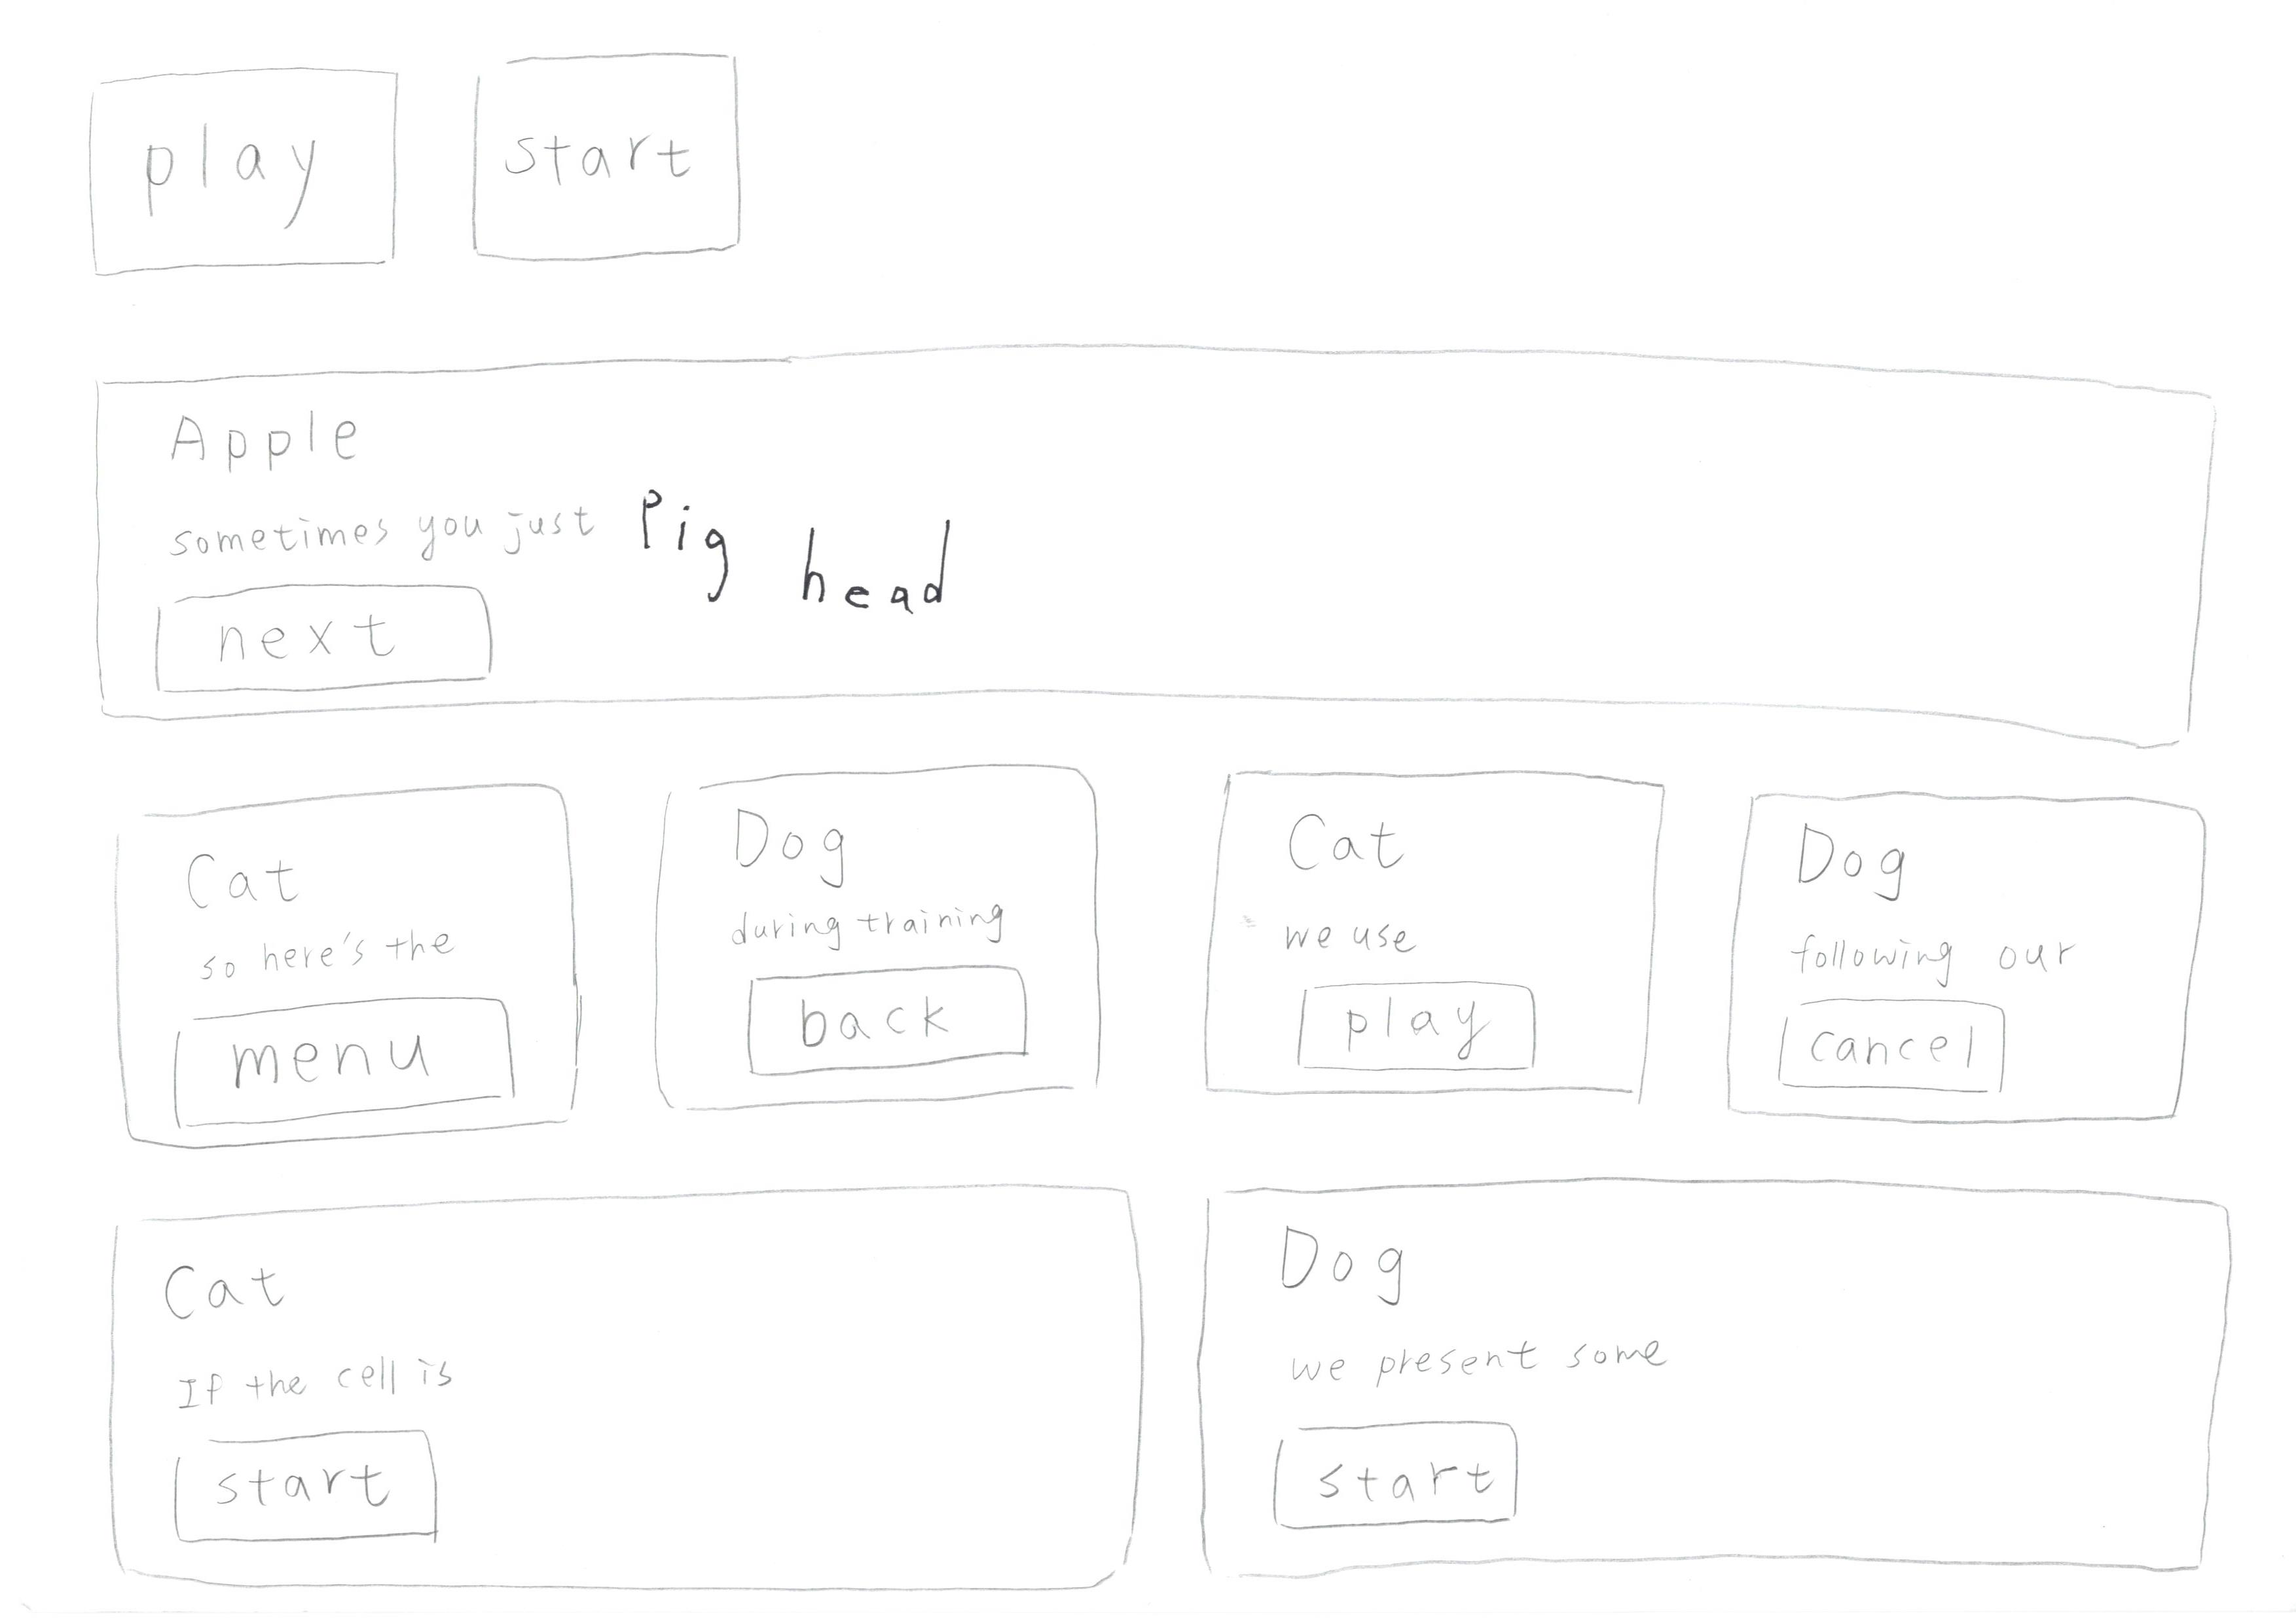 play start
Apple
sometimes you just Pig head
next
Cat
so here's the
menu
Dog
during training
back
Cat
we use
play
Dog
following our
cancel
Cat
If the cell is
start
Dog
we present some
start